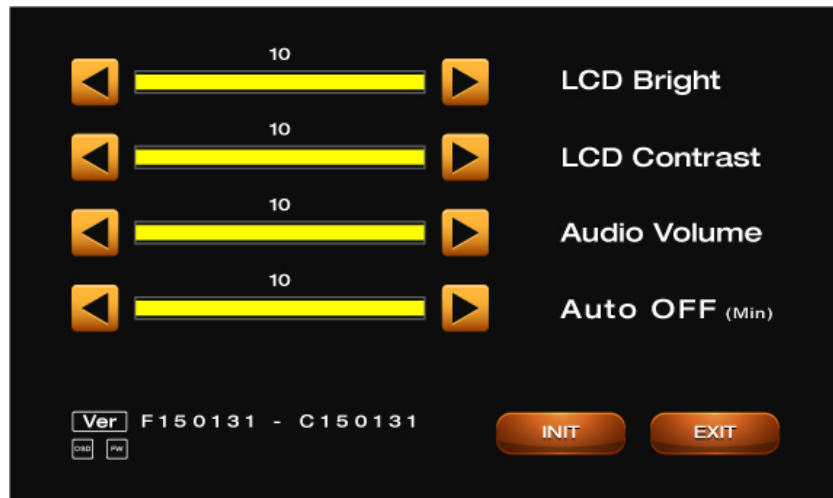 10
LCD Bright
10
LCD Contrast
10
Audio Volume
10
Auto OFF (Min)
Ver F150131 - C150131
OSD FW
INIT EXIT